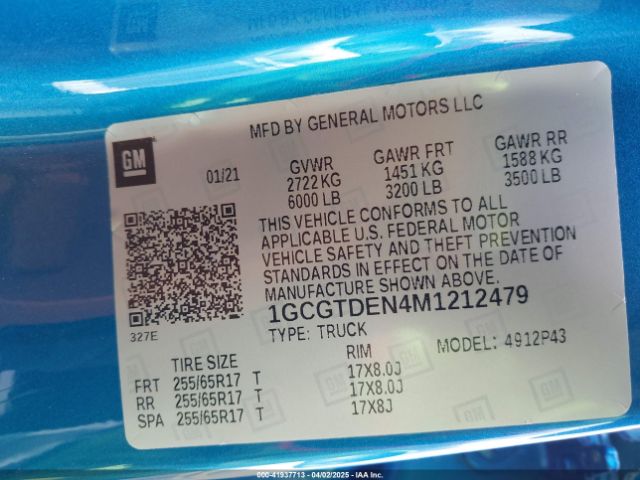 MFD BY GENERAL MOTORS LLC
GM
01/21
GVWR GAWR FRT GAWR RR
2722 KG 1451 KG 1588 KG
6000 LB 3200 LB 3500 LB
THIS VEHICLE CONFORMS TO ALL
APPLICABLE U.S. FEDERAL MOTOR
VEHICLE SAFETY AND THEFT PREVENTION
STANDARDS IN EFFECT ON THE DATE OF
MANUFACTURE SHOWN ABOVE.
327E
1GCGTDEN4M1212479
TYPE: TRUCK MODEL: 4912P43
TIRE SIZE RIM
FRT 255/65R17 T 17X8.0J
RR 255/65R17 T 17X8.0J
SPA 255/65R17 T 17X8J
000-41937713 - 04/02/2025 - IAA Inc.